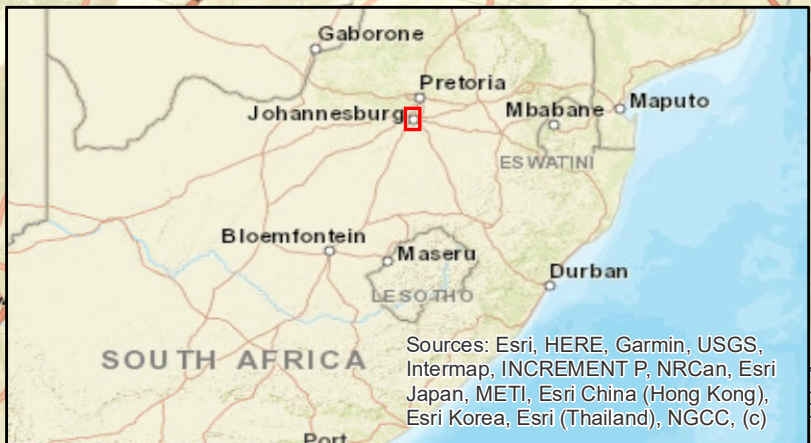 Gaborone
Pretoria
Johannesburg
Mbabane
Maputo
ESWATINI
Bloemfontein
Maseru
Durban
LESOTHO
SOUTH AFRICA
Sources: Esri, HERE, Garmin, USGS,
Intermap, INCREMENT P, NRCan, Esri
Japan, METI, Esri China (Hong Kong),
Esri Korea, Esri (Thailand), NGCC, (c)
Port